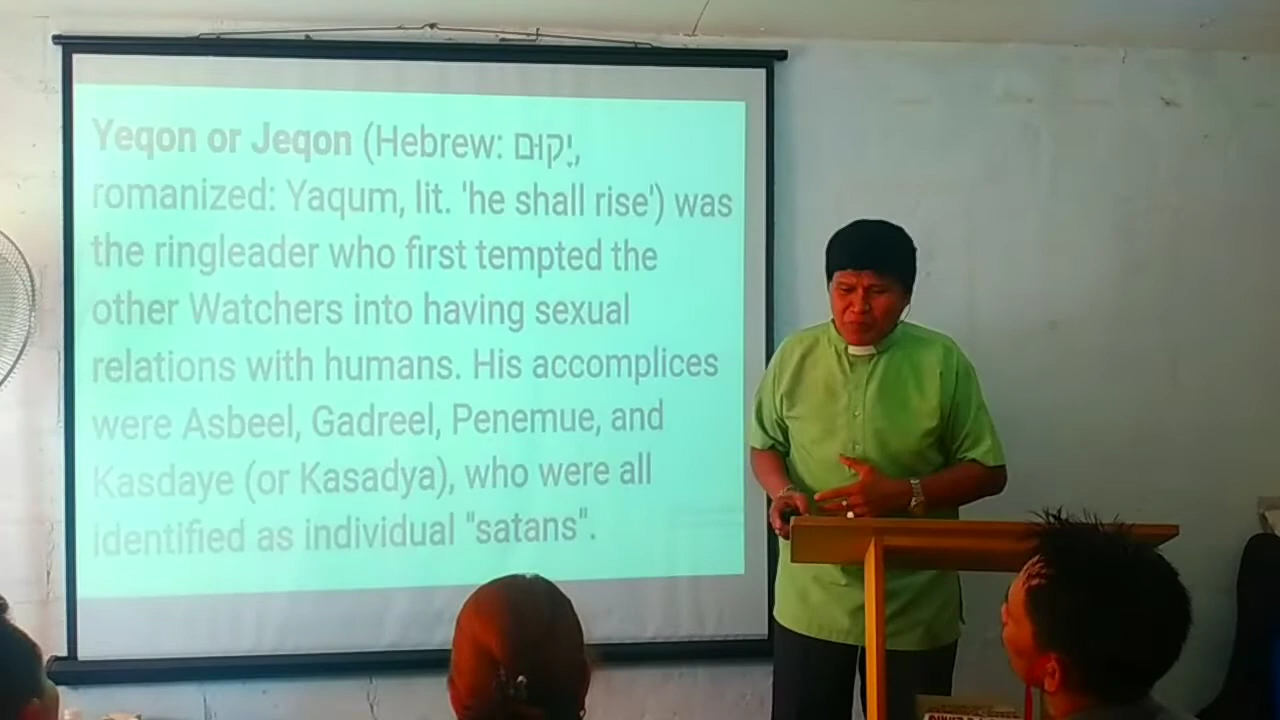 Yeqon or Jeqon (Hebrew: יָקוּם,
romanized: Yaqum, lit. 'he shall rise') was
the ringleader who first tempted the
other Watchers into having sexual
relations with humans. His accomplices
were Asbeel, Gadreel, Penemue, and
Kasdaye (or Kasadya), who were all
identified as individual "satans".